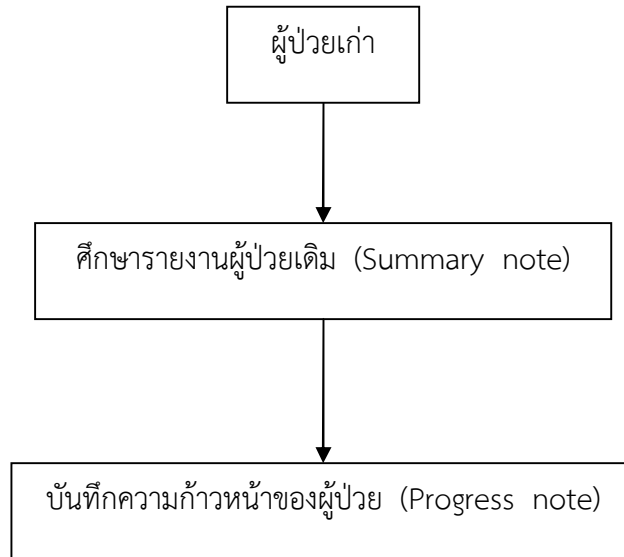 ผู้ป่วยเก่า
ศึกษารายงานผู้ป่วยเดิม (Summary note)
บันทึกความก้าวหน้าของผู้ป่วย (Progress note)